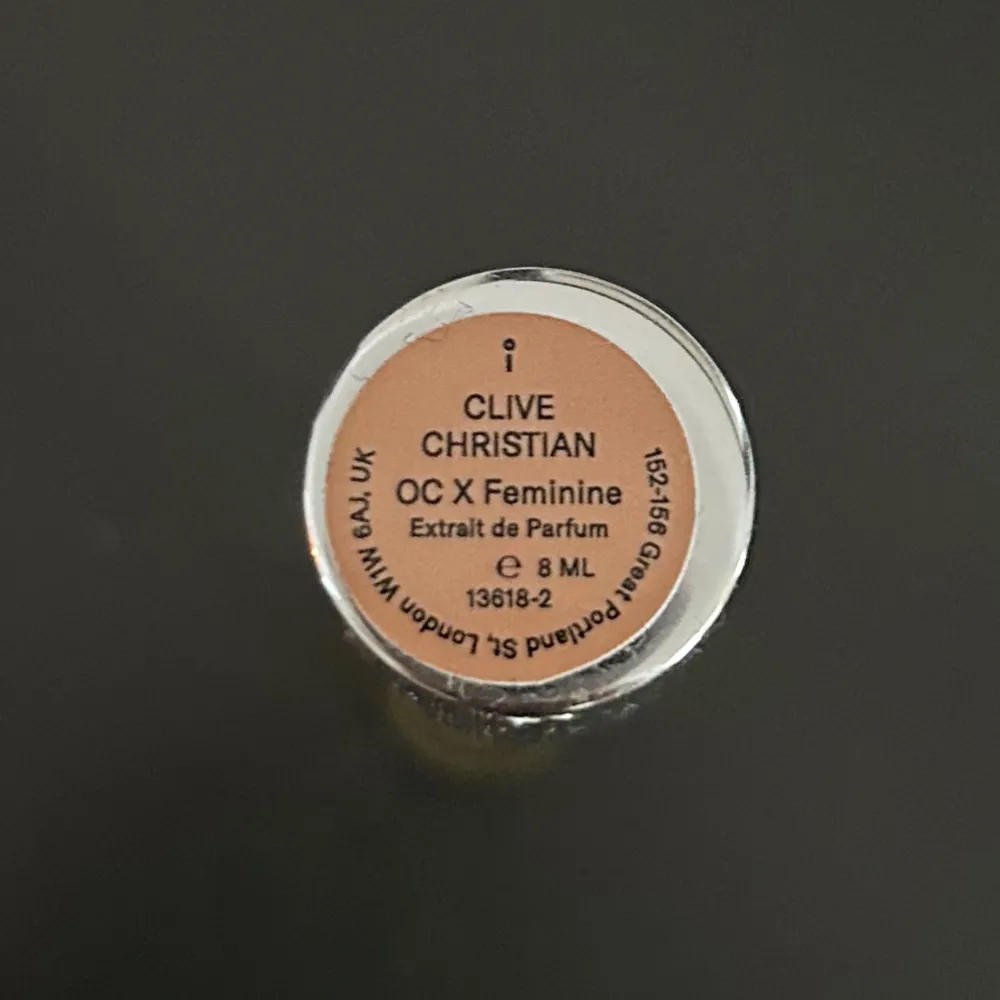 i
CLIVE
CHRISTIAN
OC X Feminine
Extrait de Parfum
℮ 8 ML
13618-2
152-156 Great Portland St, London W1W 6AJ, UK